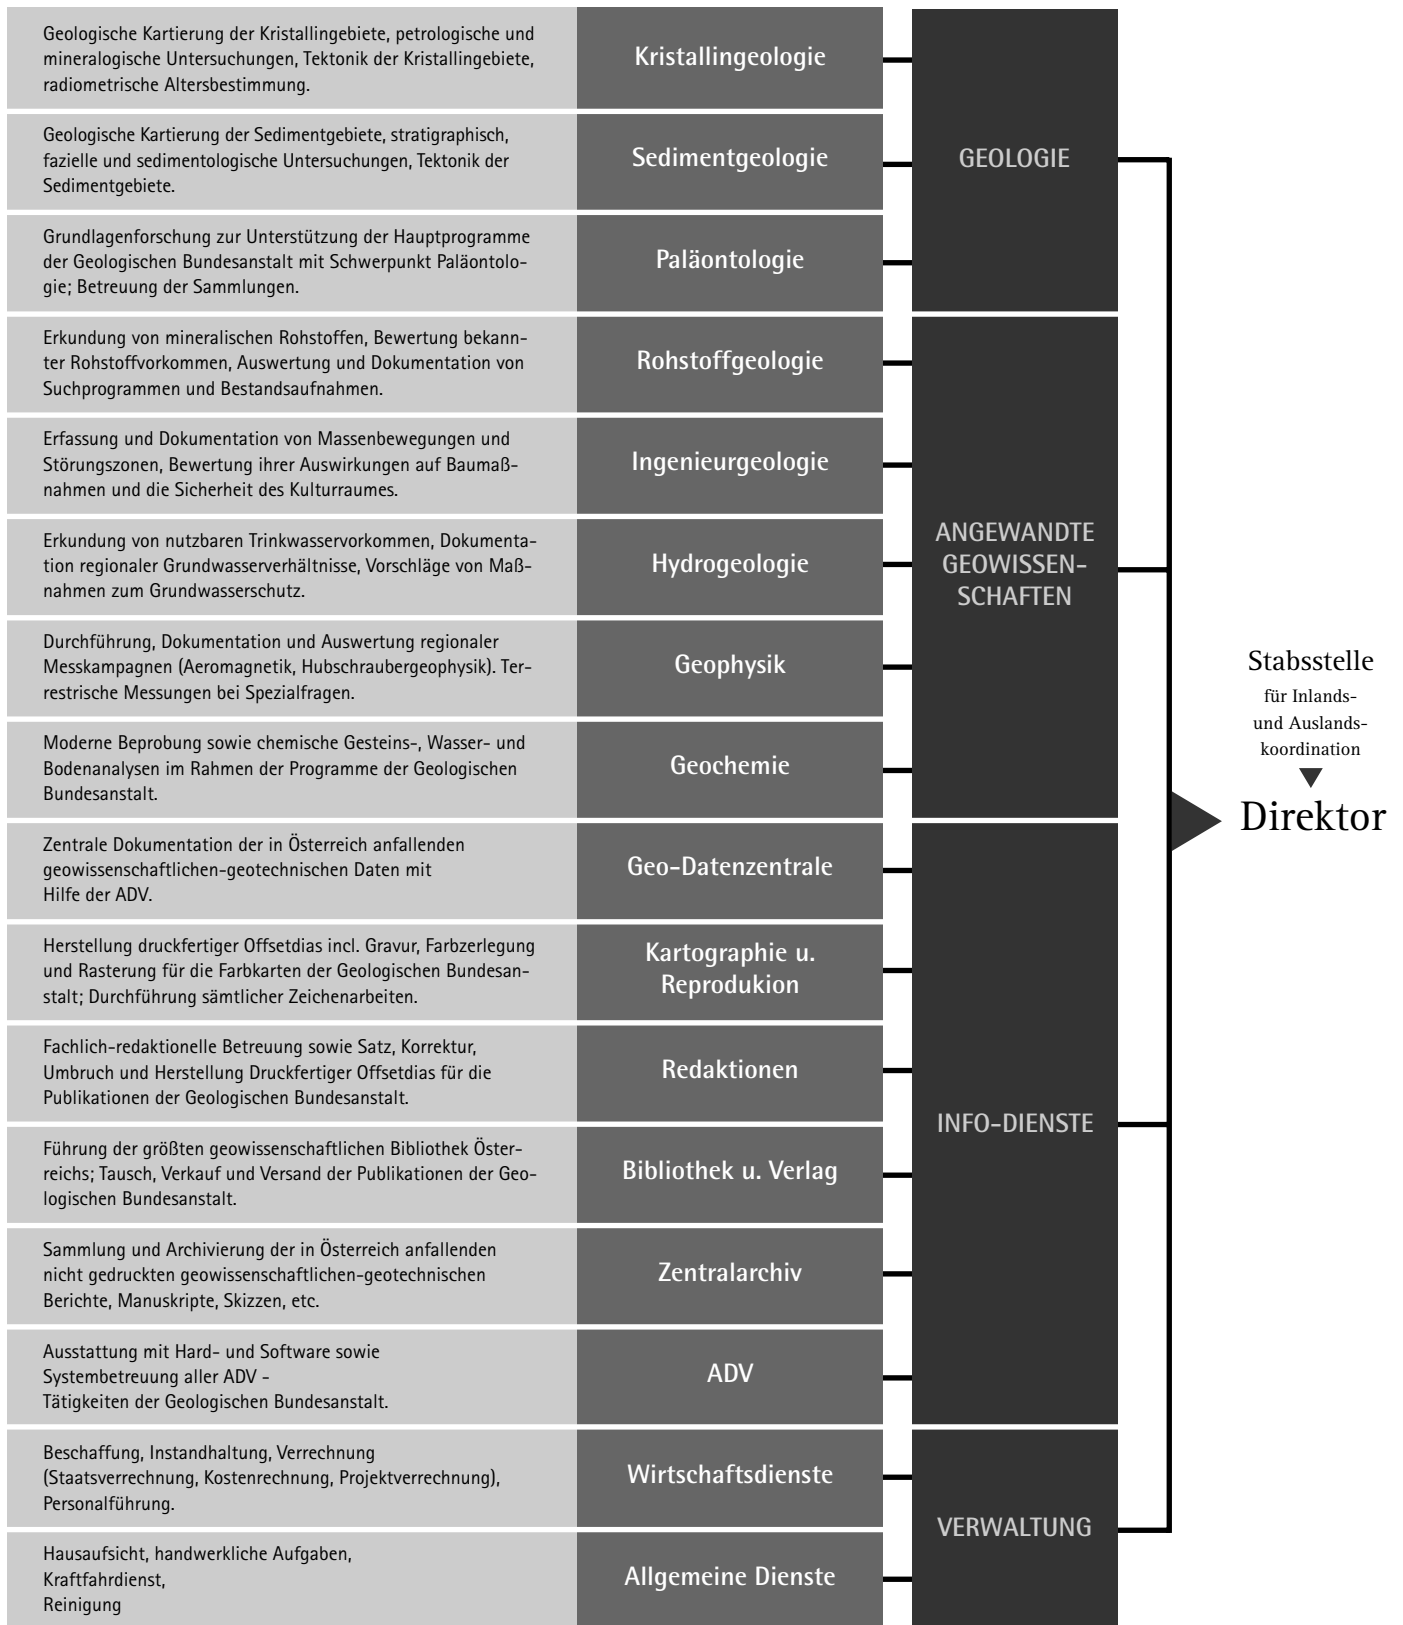 Geologische Kartierung der Kristallingebiete, petrologische und
mineralogische Untersuchungen, Tektonik der Kristallingebiete,
radiometrische Altersbestimmung.
Kristallingeologie
Geologische Kartierung der Sedimentgebiete, stratigraphisch,
fazielle und sedimentologische Untersuchungen, Tektonik der
Sedimentgebiete.
Sedimentgeologie
Grundlagenforschung zur Unterstützung der Hauptprogramme
der Geologischen Bundesanstalt mit Schwerpunkt Paläontolo-
gie; Betreuung der Sammlungen.
Paläontologie
GEOLOGIE
Erkundung von mineralischen Rohstoffen, Bewertung bekann-
ter Rohstoffvorkommen, Auswertung und Dokumentation von
Suchprogrammen und Bestandsaufnahmen.
Rohstoffgeologie
Erfassung und Dokumentation von Massenbewegungen und
Störungszonen, Bewertung ihrer Auswirkungen auf Baumaß-
nahmen und die Sicherheit des Kulturraumes.
Ingenieurgeologie
Erkundung von nutzbaren Trinkwasservorkommen, Dokumenta-
tion regionaler Grundwasserverhältnisse, Vorschläge von Maß-
nahmen zum Grundwasserschutz.
Hydrogeologie
Durchführung, Dokumentation und Auswertung regionaler
Messkampagnen (Aeromagnetik, Hubschraubergeophysik). Ter-
restrische Messungen bei Spezialfragen.
Geophysik
Moderne Beprobung sowie chemische Gesteins-, Wasser- und
Bodenanalysen im Rahmen der Programme der Geologischen
Bundesanstalt.
Geochemie
ANGEWANDTE
GEOWISSEN-
SCHAFTEN
Zentrale Dokumentation der in Österreich anfallenden
geowissenschaftlichen-geotechnischen Daten mit
Hilfe der ADV.
Geo-Datenzentrale
Herstellung druckfertiger Offsetdias incl. Gravur, Farbzerlegung
und Rasterung für die Farbkarten der Geologischen Bundesan-
stalt; Durchführung sämtlicher Zeichenarbeiten.
Kartographie u.
Reprodukion
Fachlich-redaktionelle Betreuung sowie Satz, Korrektur,
Umbruch und Herstellung Druckfertiger Offsetdias für die
Publikationen der Geologischen Bundesanstalt.
Redaktionen
Führung der größten geowissenschaftlichen Bibliothek Öster-
reichs; Tausch, Verkauf und Versand der Publikationen der Geo-
logischen Bundesanstalt.
Bibliothek u. Verlag
Sammlung und Archivierung der in Österreich anfallenden
nicht gedruckten geowissenschaftlichen-geotechnischen
Berichte, Manuskripte, Skizzen, etc.
Zentralarchiv
Ausstattung mit Hard- und Software sowie
Systembetreuung aller ADV -
Tätigkeiten der Geologischen Bundesanstalt.
ADV
INFO-DIENSTE
Beschaffung, Instandhaltung, Verrechnung
(Staatsverrechnung, Kostenrechnung, Projektverrechnung),
Personalführung.
Wirtschaftsdienste
Hausaufsicht, handwerkliche Aufgaben,
Kraftfahrdienst,
Reinigung
Allgemeine Dienste
VERWALTUNG
Stabsstelle
für Inlands-
und Auslands-
koordination
Direktor